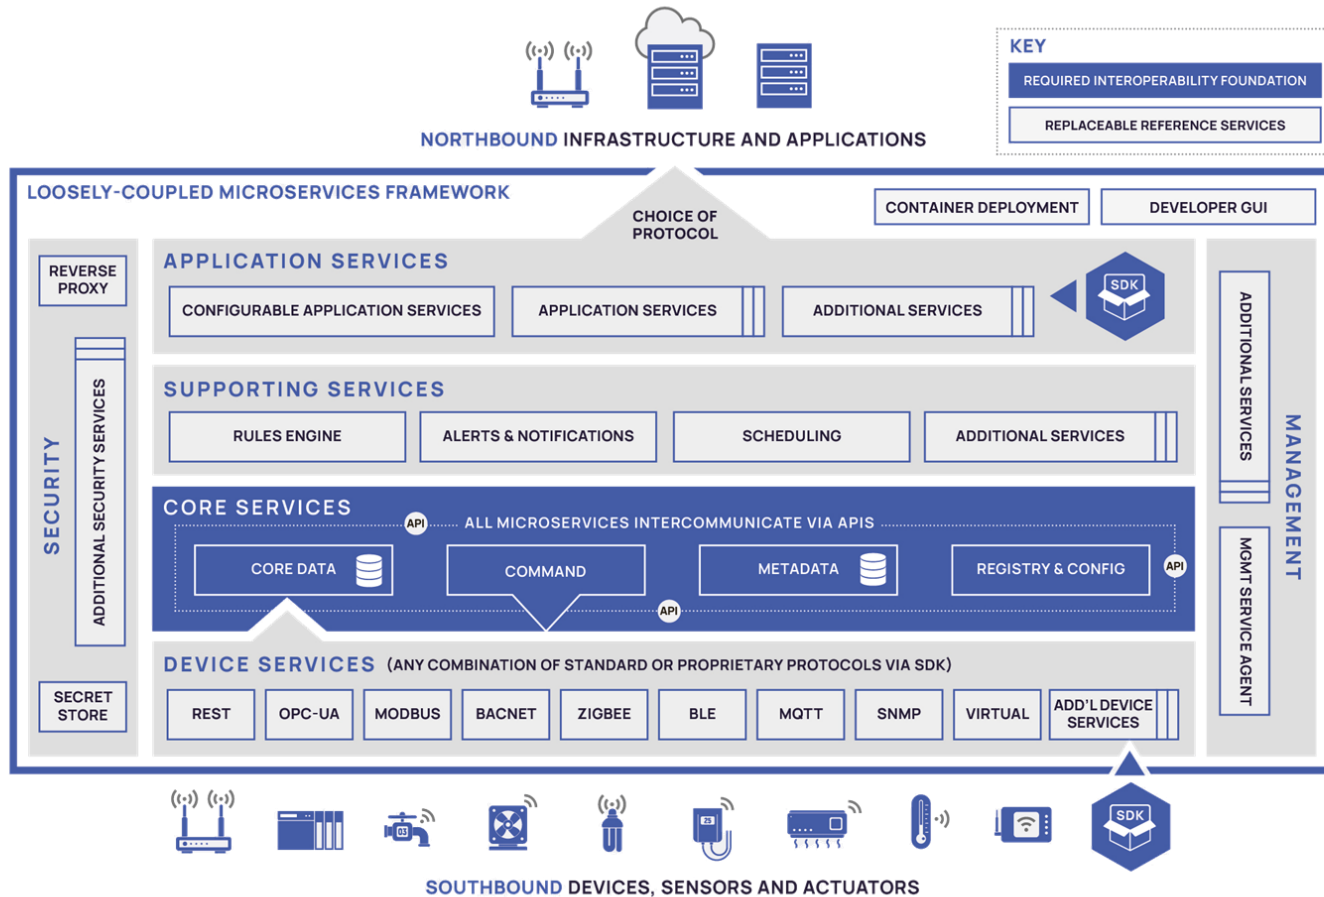 KEY
REQUIRED INTEROPERABILITY FOUNDATION
REPLACEABLE REFERENCE SERVICES
NORTHBOUND INFRASTRUCTURE AND APPLICATIONS
LOOSELY-COUPLED MICROSERVICES FRAMEWORK
CONTAINER DEPLOYMENT
DEVELOPER GUI
CHOICE OF
PROTOCOL
SECURITY
REVERSE
PROXY
ADDITIONAL SECURITY SERVICES
SECRET
STORE
APPLICATION SERVICES
CONFIGURABLE APPLICATION SERVICES
APPLICATION SERVICES
ADDITIONAL SERVICES
SDK
SUPPORTING SERVICES
RULES ENGINE
ALERTS & NOTIFICATIONS
SCHEDULING
ADDITIONAL SERVICES
CORE SERVICES
API
ALL MICROSERVICES INTERCOMMUNICATE VIA APIS
CORE DATA
COMMAND
METADATA
REGISTRY & CONFIG
API
API
DEVICE SERVICES (ANY COMBINATION OF STANDARD OR PROPRIETARY PROTOCOLS VIA SDK)
REST
OPC-UA
MODBUS
BACNET
ZIGBEE
BLE
MQTT
SNMP
VIRTUAL
ADD'L DEVICE
SERVICES
MANAGEMENT
ADDITIONAL SERVICES
MGMT SERVICE AGENT
03
25
SDK
SOUTHBOUND DEVICES, SENSORS AND ACTUATORS